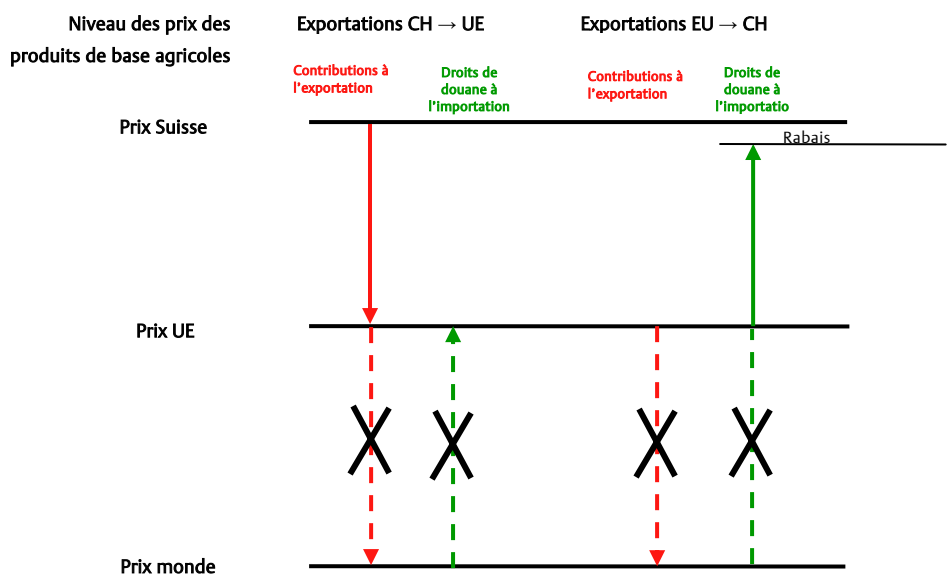 Niveau des prix des
produits de base agricoles
Exportations CH → UE
Exportations EU → CH
Contributions à
l'exportation
Droits de
douane à
l'importation
Contributions à
l'exportation
Droits de
douane à
l'importatio
Prix Suisse
Rabais
Prix UE
Prix monde